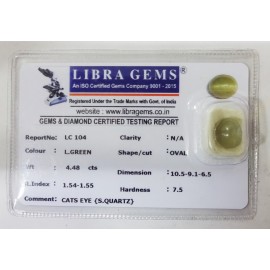 LIBRA GEMS
An ISO Certified Gems Company 9001 - 2015
Registered Under the Trade Marks with Govt. of India
website : www.libragems.co.in
GEMS & DIAMOND CERTIFIED TESTING REPORT
ReportNo: LC 104 Clarity N/A
Colour L.GREEN Shape/cut OVAL
Wt 4.48 cts Dimension 10.5-9.1-6.5
R.Index 1.54-1.55 Hardness 7.5
Comment CATS EYE (S.QUARTZ)